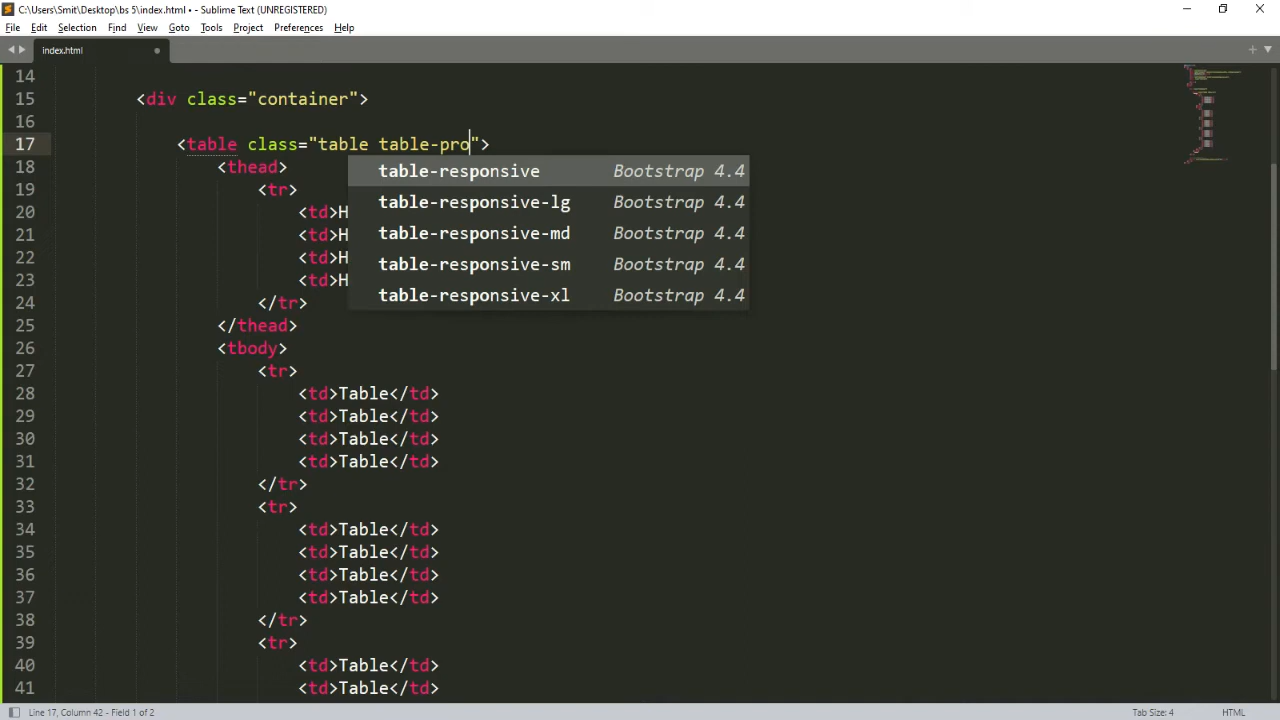 C:\Users\Smit\Desktop\bs 5\index.html • - Sublime Text (UNREGISTERED)
File Edit Selection Find View Goto Tools Project Preferences Help
index.html
14
15 <div class="container">
16
17 <table class="table table-pro">
18 <thead>
table-responsive Bootstrap 4.4
19 <tr>
table-responsive-lg Bootstrap 4.4
20 <td>H
21 <td>H
table-responsive-md Bootstrap 4.4
22 <td>H
table-responsive-sm Bootstrap 4.4
23 <td>H
table-responsive-xl Bootstrap 4.4
24 </tr>
25 </thead>
26 <tbody>
27 <tr>
28 <td>Table</td>
29 <td>Table</td>
30 <td>Table</td>
31 <td>Table</td>
32 </tr>
33 <tr>
34 <td>Table</td>
35 <td>Table</td>
36 <td>Table</td>
37 <td>Table</td>
38 </tr>
39 <tr>
40 <td>Table</td>
41 <td>Table</td>
Line 17, Column 42 - Field 1 of 2 Tab Size: 4 HTML